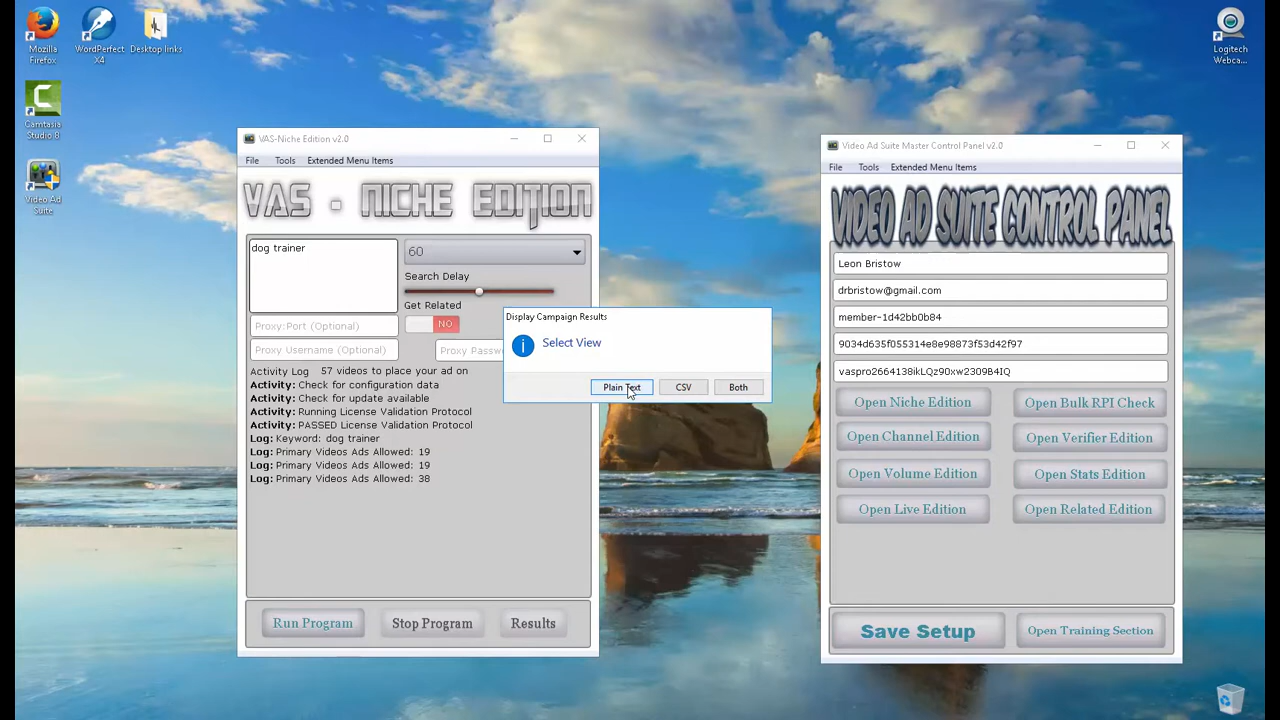 Mozilla
Firefox
WordPerfect
X4
Desktop links
Camtasia
Studio 8
Video Ad
Suite
Logitech
Webca...
VAS-Niche Edition v2.0
File Tools Extended Menu Items
VAS - NICHE EDITION
dog trainer
60
Search Delay
Get Related
NO
Proxy:Port (Optional)
Proxy Username (Optional)
Proxy Passw
Activity Log 57 videos to place your ad on
Activity: Check for configuration data
Activity: Check for update available
Activity: Running License Validation Protocol
Activity: PASSED License Validation Protocol
Log: Keyword: dog trainer
Log: Primary Videos Ads Allowed: 19
Log: Primary Videos Ads Allowed: 19
Log: Primary Videos Ads Allowed: 38
Run Program Stop Program Results
Display Campaign Results
Select View
Plain Text CSV Both
Video Ad Suite Master Control Panel v2.0
File Tools Extended Menu Items
VIDEO AD SUITE CONTROL PANEL
Leon Bristow
drbristow@gmail.com
member-1d42bb0b84
9034d635f055314e8e98873f53d42f97
vaspro2664138ikLQz90xw2309B4IQ
Open Niche Edition Open Bulk RPI Check
Open Channel Edition Open Verifier Edition
Open Volume Edition Open Stats Edition
Open Live Edition Open Related Edition
Save Setup Open Training Section